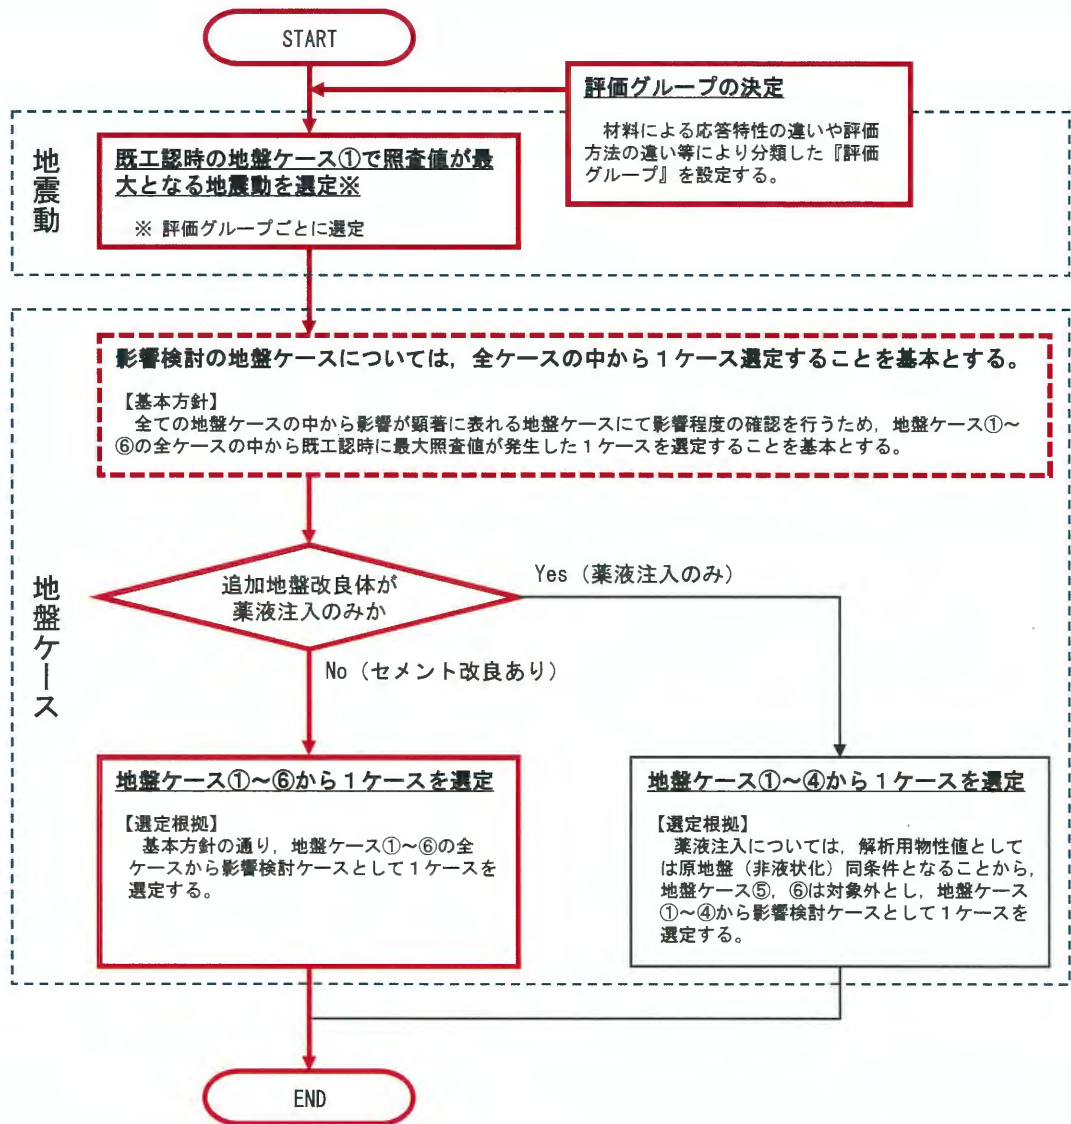 START
評価グループの決定
材料による応答特性の違いや評価
方法の違い等により分類した『評価
グループ』を設定する。
地震動
既工認時の地盤ケース①で照査値が最
大となる地震動を選定※
※ 評価グループごとに選定
地盤ケース
影響検討の地盤ケースについては,全ケースの中から1ケース選定することを基本とする。
【基本方針】
全ての地盤ケースの中から影響が顕著に表れる地盤ケースにて影響程度の確認を行うため,地盤ケース①~
⑥の全ケースの中から既工認時に最大照査値が発生した1ケースを選定することを基本とする。
追加地盤改良体が
薬液注入のみか
Yes(薬液注入のみ)
No(セメント改良あり)
地盤ケース①~⑥から1ケースを選定
【選定根拠】
基本方針の通り,地盤ケース①~⑥の全
ケースから影響検討ケースとして1ケースを
選定する。
地盤ケース①~④から1ケースを選定
【選定根拠】
薬液注入については,解析用物性値として
は原地盤(非液状化)同条件となることから,
地盤ケース⑤,⑥は対象外とし,地盤ケース
①~④から影響検討ケースとして1ケースを
選定する。
END